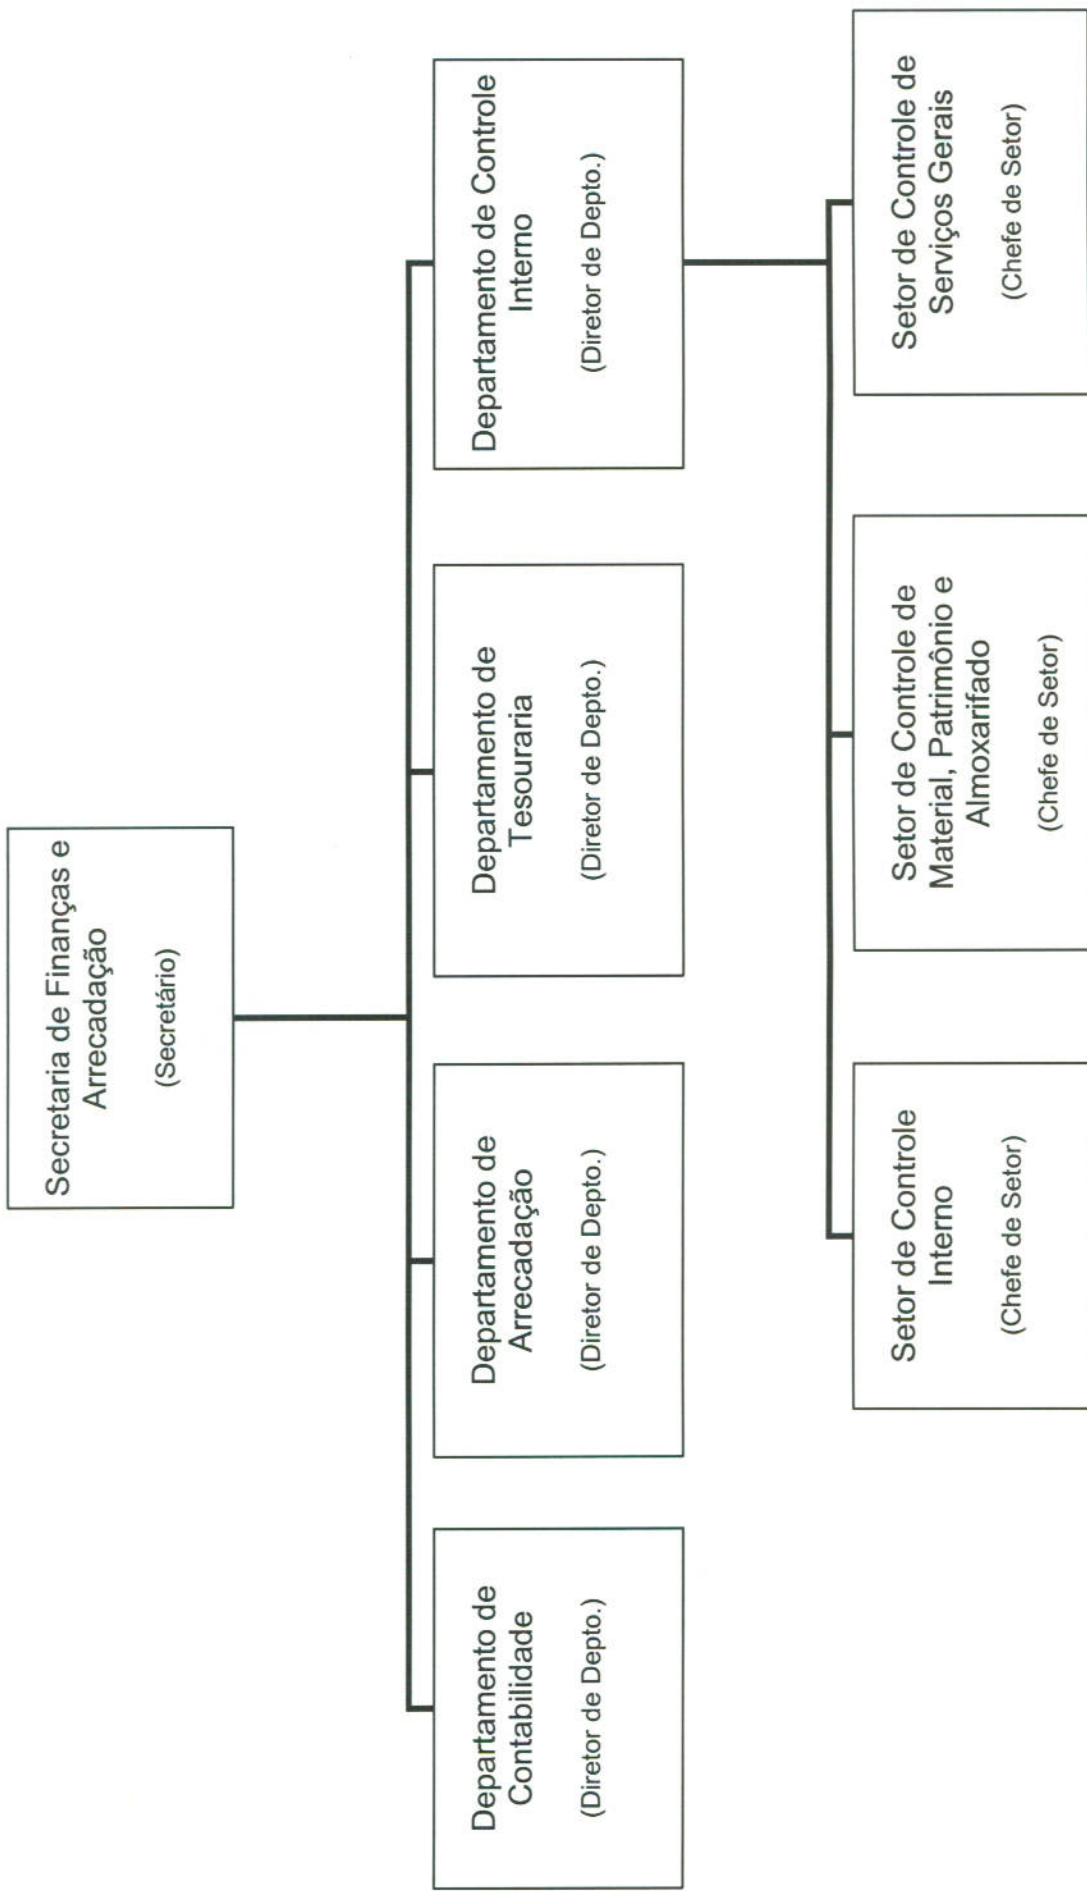 Secretaria de Finanças e
Arrecadação
(Secretário)
Departamento de
Contabilidade
(Diretor de Depto.)
Departamento de
Arrecadação
(Diretor de Depto.)
Departamento de
Tesouraria
(Diretor de Depto.)
Departamento de Controle
Interno
(Diretor de Depto.)
Setor de Controle
Interno
(Chefe de Setor)
Setor de Controle de
Material, Patrimônio e
Almoxarifado
(Chefe de Setor)
Setor de Controle de
Serviços Gerais
(Chefe de Setor)